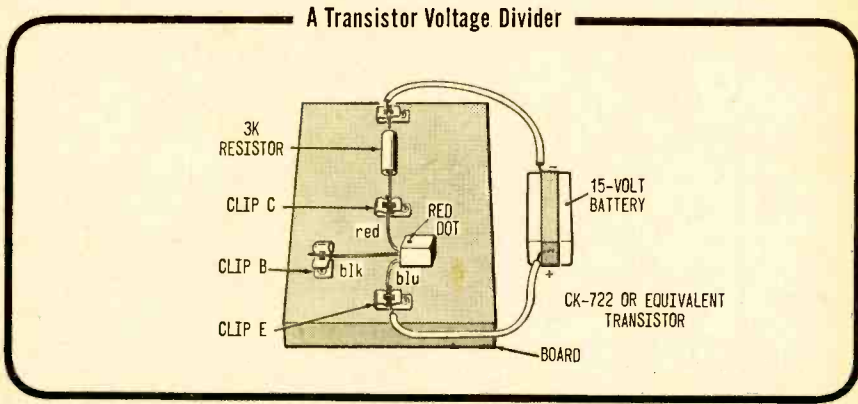 A Transistor Voltage Divider
3K
RESISTOR
CLIP C
red
RED
DOT
15-VOLT
BATTERY
-
+
CLIP B
blk
blu
CK-722 OR EQUIVALENT
TRANSISTOR
CLIP E
BOARD